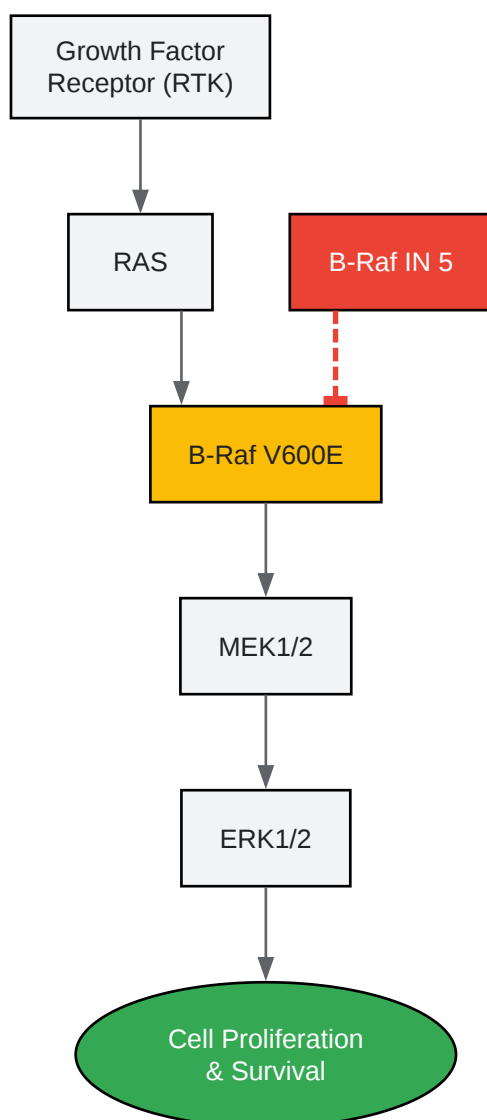 Growth Factor
Receptor (RTK)
RAS
B-Raf IN 5
B-Raf V600E
MEK1/2
ERK1/2
Cell Proliferation
& Survival